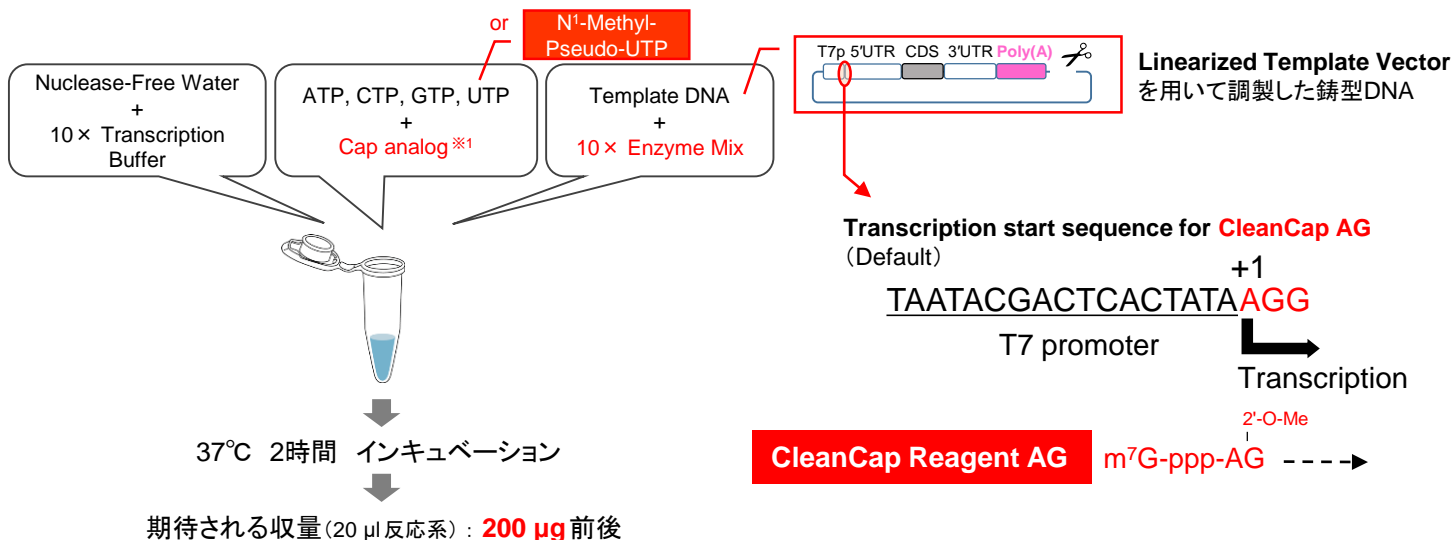 or
N¹-Methyl-
Pseudo-UTP
Nuclease-Free Water
+
10× Transcription
Buffer
ATP, CTP, GTP, UTP
+
Cap analog ※1
Template DNA
+
10× Enzyme Mix
T7p 5'UTR CDS 3'UTR Poly(A)
Linearized Template Vector
を用いて調製した鋳型DNA
Transcription start sequence for CleanCap AG
(Default)
+1
TAATACGACTCACTATAAGG
T7 promoter
Transcription
2'-O-Me
CleanCap Reagent AG m⁷G-ppp-AG
37℃ 2時間 インキュベーション
期待される収量(20 µl反応系):200 µg前後